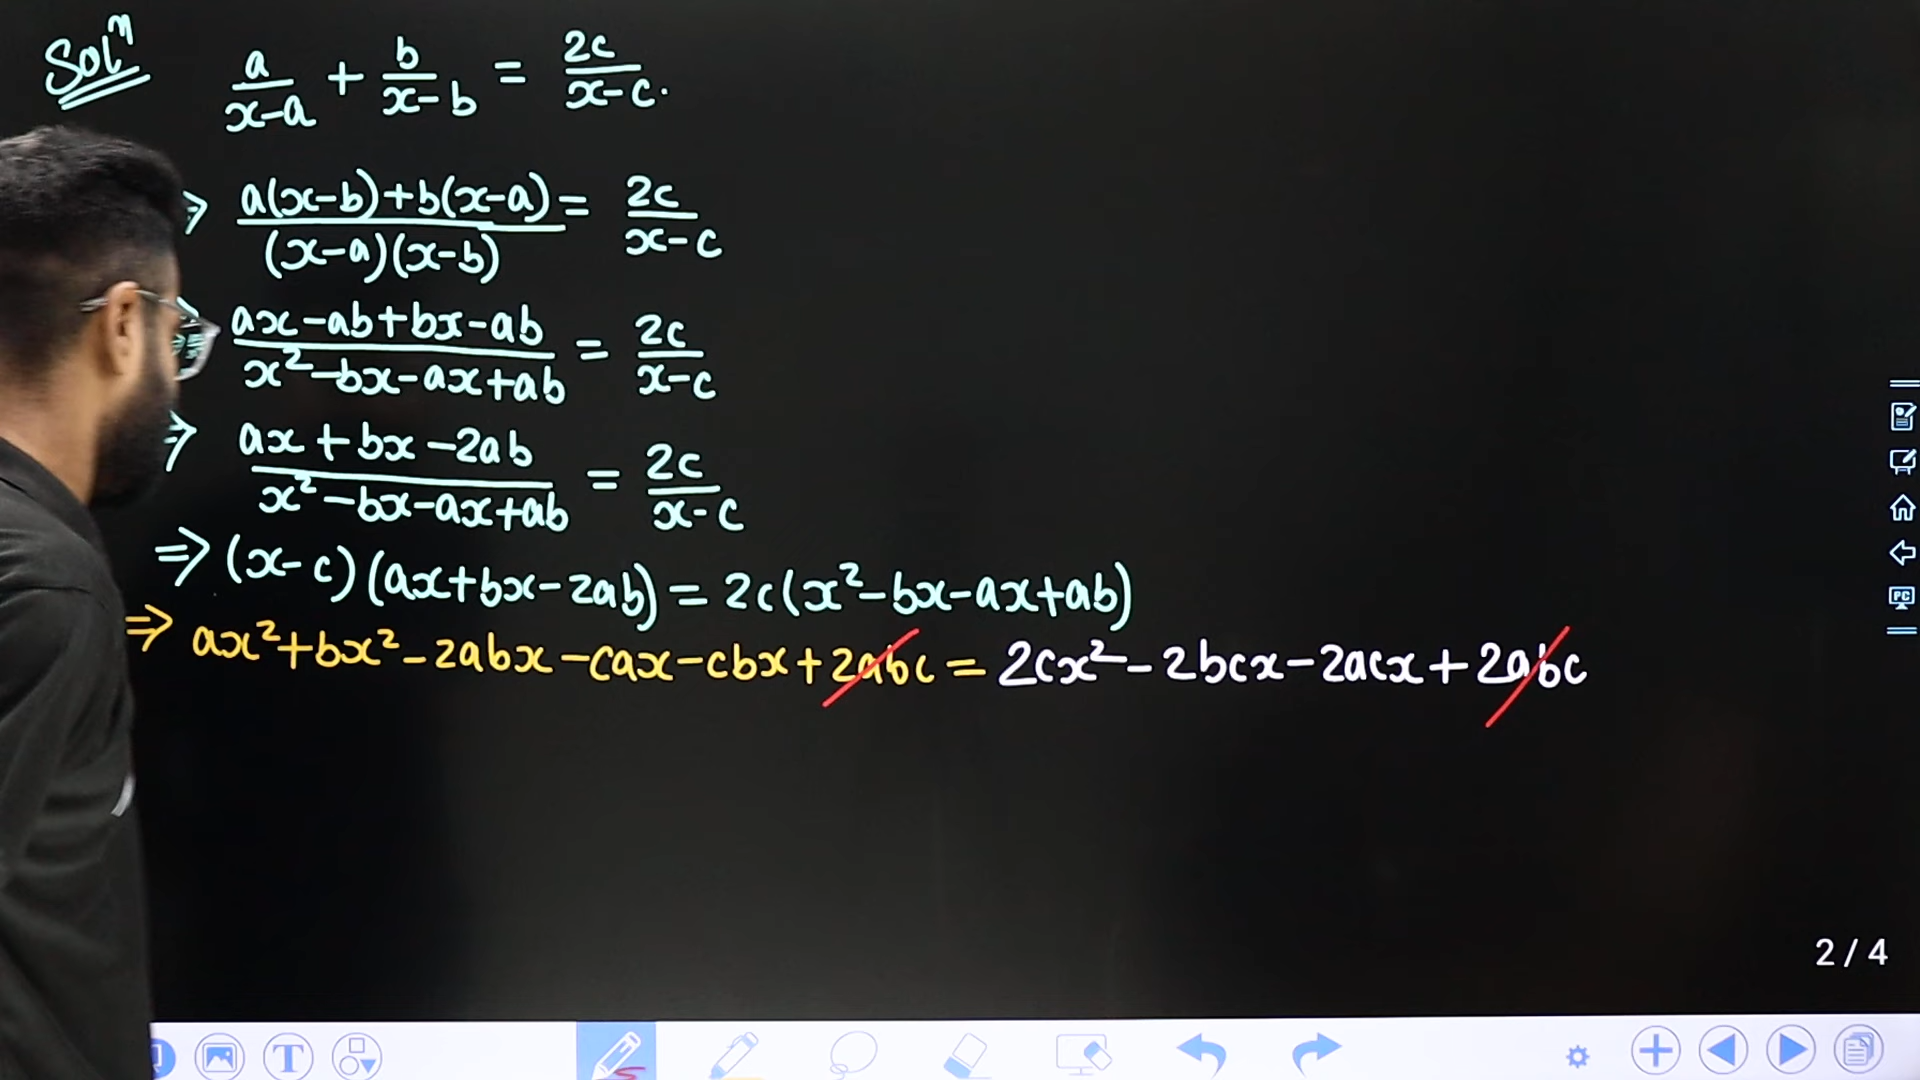 Solⁿ a/(x-a) + b/(x-b) = 2c/(x-c).
⇒ (a(x-b)+b(x-a))/((x-a)(x-b)) = 2c/(x-c)
(ax-ab+bx-ab)/(x²-bx-ax+ab) = 2c/(x-c)
⇒ (ax+bx-2ab)/(x²-bx-ax+ab) = 2c/(x-c)
⇒ (x-c)(ax+bx-2ab) = 2c(x²-bx-ax+ab)
⇒ ax²+bx²-2abx-cax-cbx+2abc = 2cx²-2bcx-2acx+2abc
2 / 4
T
PC